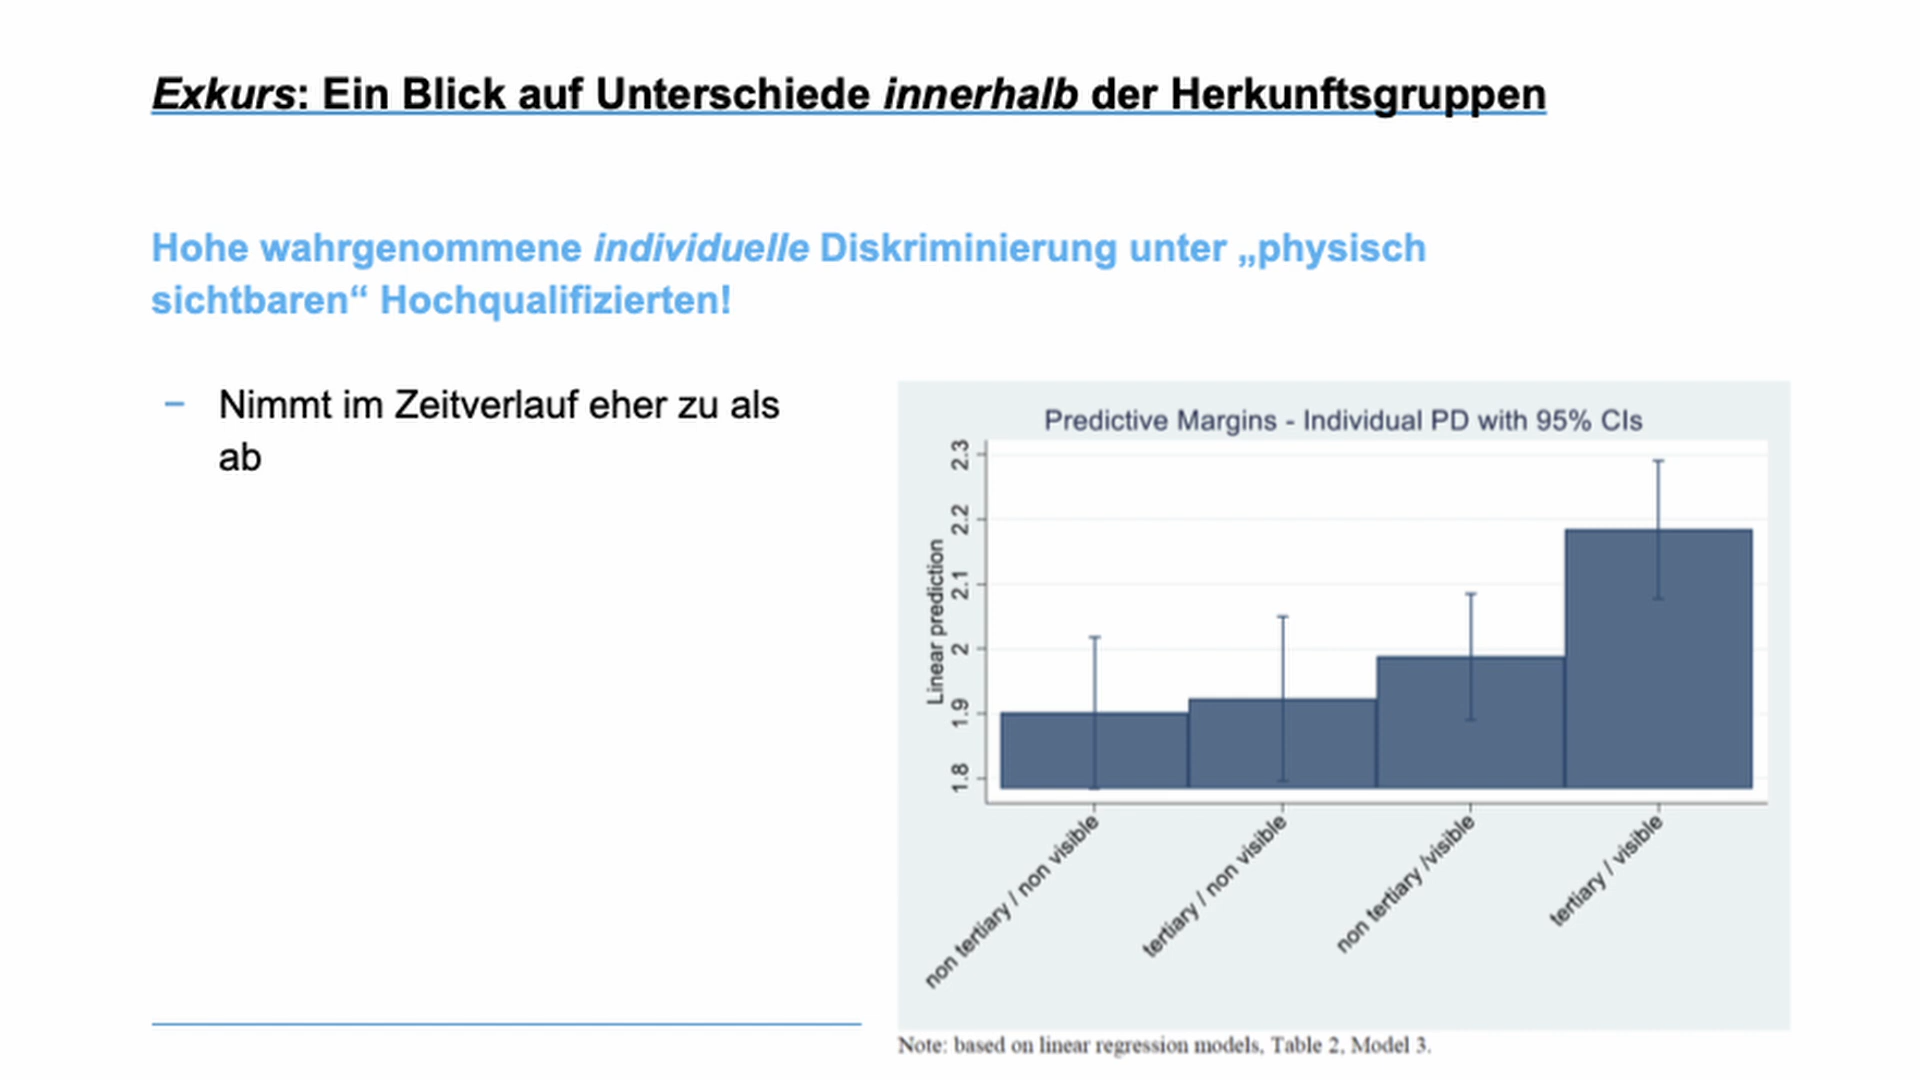 Exkurs: Ein Blick auf Unterschiede innerhalb der Herkunftsgruppen
Hohe wahrgenommene individuelle Diskriminierung unter „physisch
sichtbaren“ Hochqualifizierten!
– Nimmt im Zeitverlauf eher zu als
ab
Predictive Margins - Individual PD with 95% CIs
Linear prediction
2.3
2.2
2.1
2
1.9
1.8
non tertiary / non visible
tertiary / non visible
non tertiary /visible
tertiary / visible
Note: based on linear regression models, Table 2, Model 3.